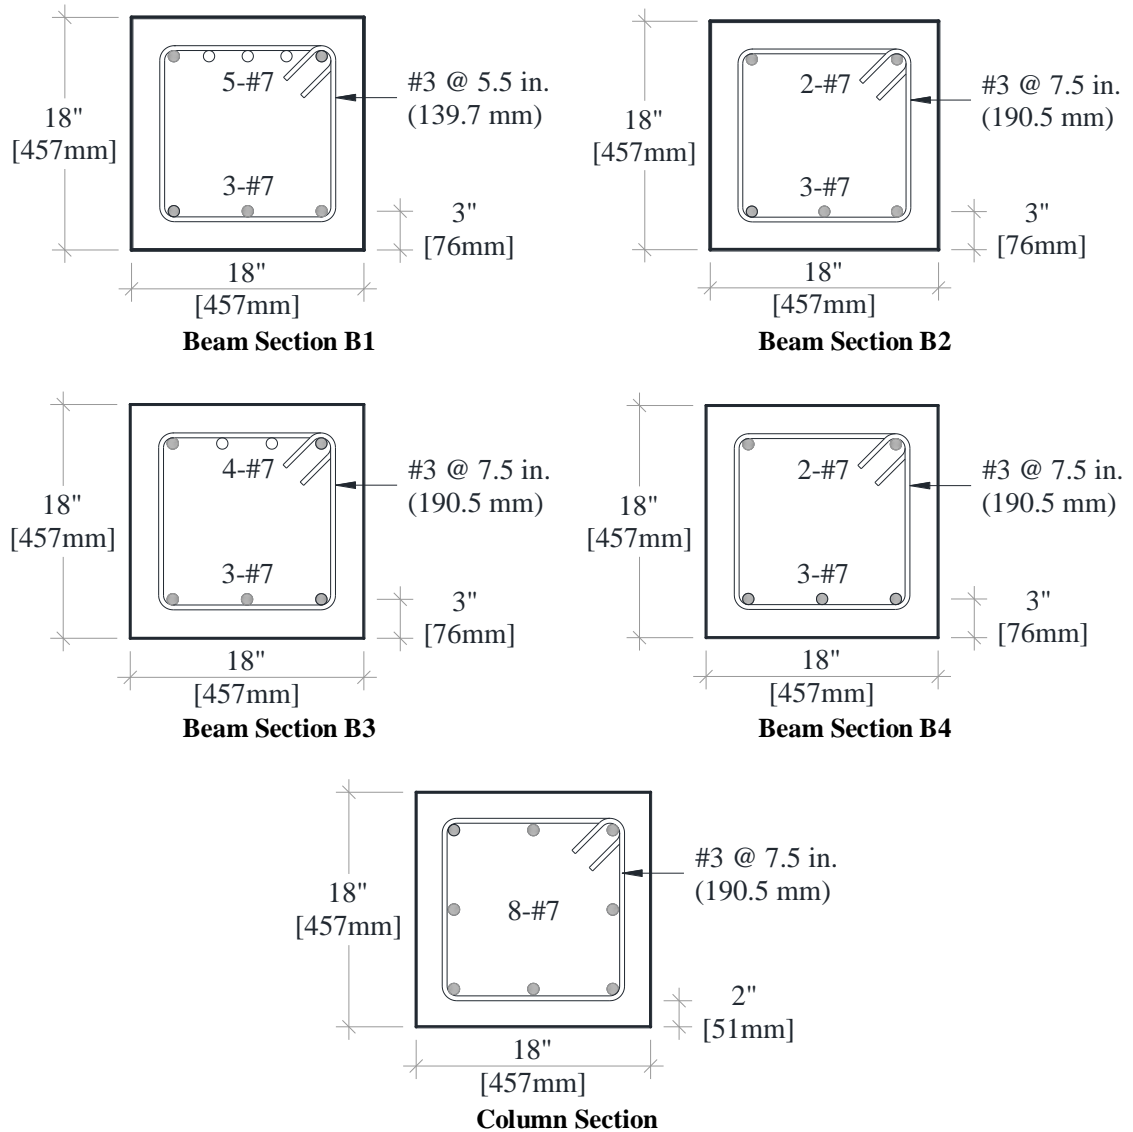 5-#7
#3 @ 5.5 in.
(139.7 mm)
18"
[457mm]
3-#7
3"
[76mm]
18"
[457mm]
Beam Section B1
2-#7
#3 @ 7.5 in.
(190.5 mm)
18"
[457mm]
3-#7
3"
[76mm]
18"
[457mm]
Beam Section B2
4-#7
#3 @ 7.5 in.
(190.5 mm)
18"
[457mm]
3-#7
3"
[76mm]
18"
[457mm]
Beam Section B3
2-#7
#3 @ 7.5 in.
(190.5 mm)
18"
[457mm]
3-#7
3"
[76mm]
18"
[457mm]
Beam Section B4
#3 @ 7.5 in.
(190.5 mm)
18"
[457mm]
8-#7
2"
[51mm]
18"
[457mm]
Column Section